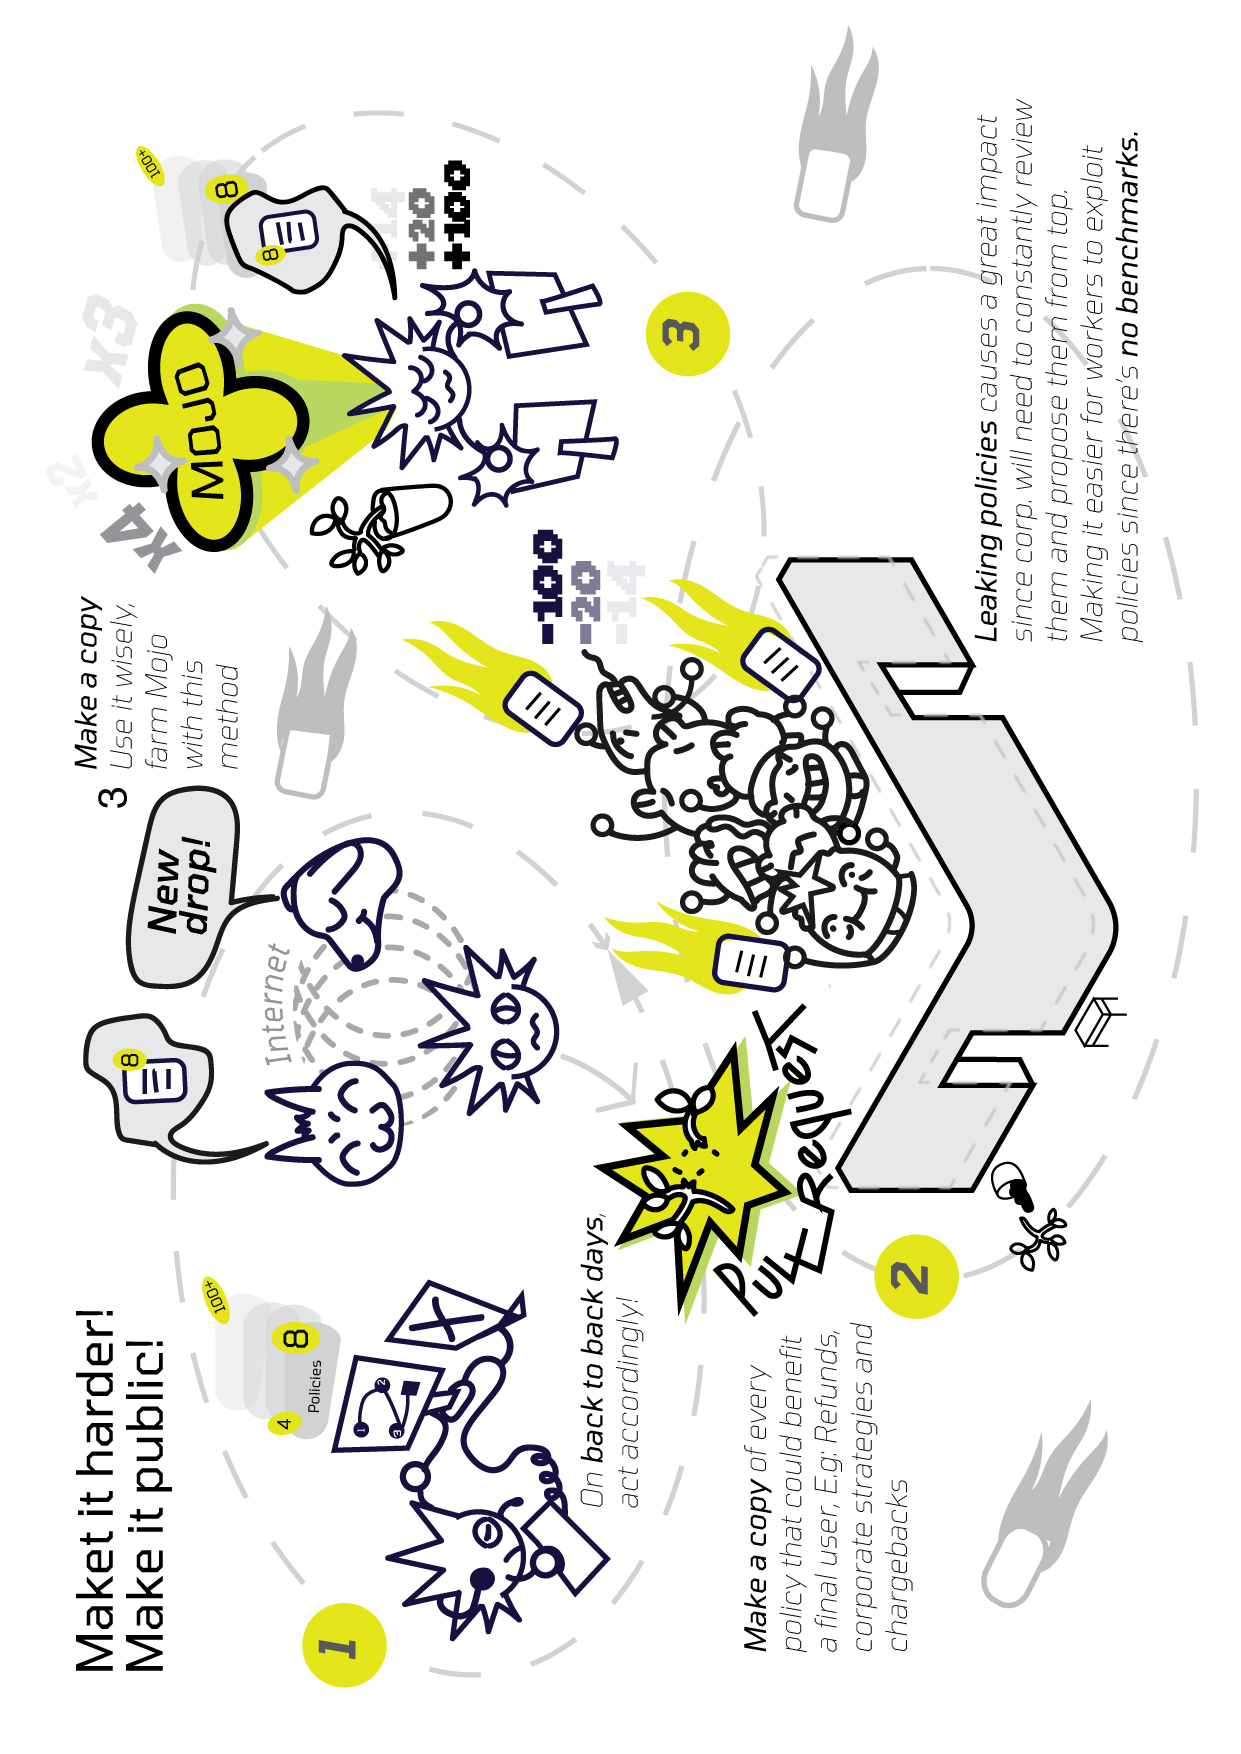 Maket it harder!
Make it public!
1
100+
4
8
Policies
1
2
3
On back to back days,
act accordingly!
8
New
drop!
Internet
3
Make a copy
Use it wisely,
farm Mojo
with this
method
x4
x2
x3
MOJO
100+
8
8
+14
+20
+100
-100
-20
-14
3
PULL REQUEST
Make a copy of every
policy that could benefit
a final user, E.g: Refunds,
corporate strategies and
chargebacks
2
Leaking policies causes a great impact
since corp. will need to constantly review
them and propose them from top.
Making it easier for workers to exploit
policies since there's no benchmarks.